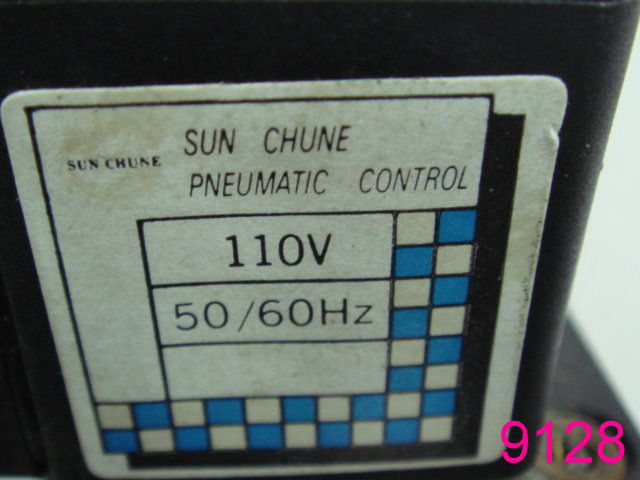 SUN CHUNE
SUN CHUNE
PNEUMATIC CONTROL
110V
50/60Hz
9128